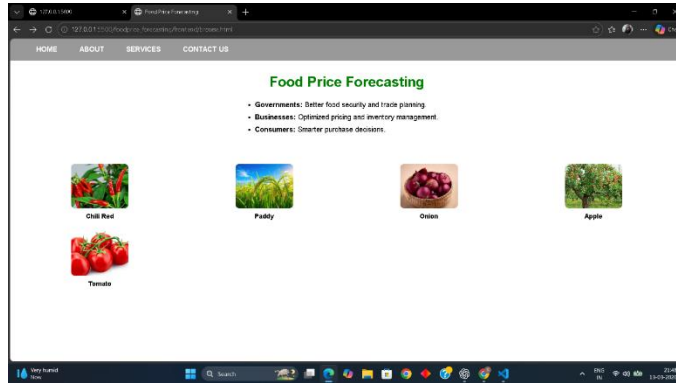 Food Price Forecasting
HOME ABOUT SERVICES CONTACT US
Food Price Forecasting
• Governments: Better food security and trade planning.
• Businesses: Optimized pricing and inventory management.
• Consumers: Smarter purchase decisions.
Chili Red Paddy Onion Apple
Tomato
Very humid
Now
Search
ENG
IN